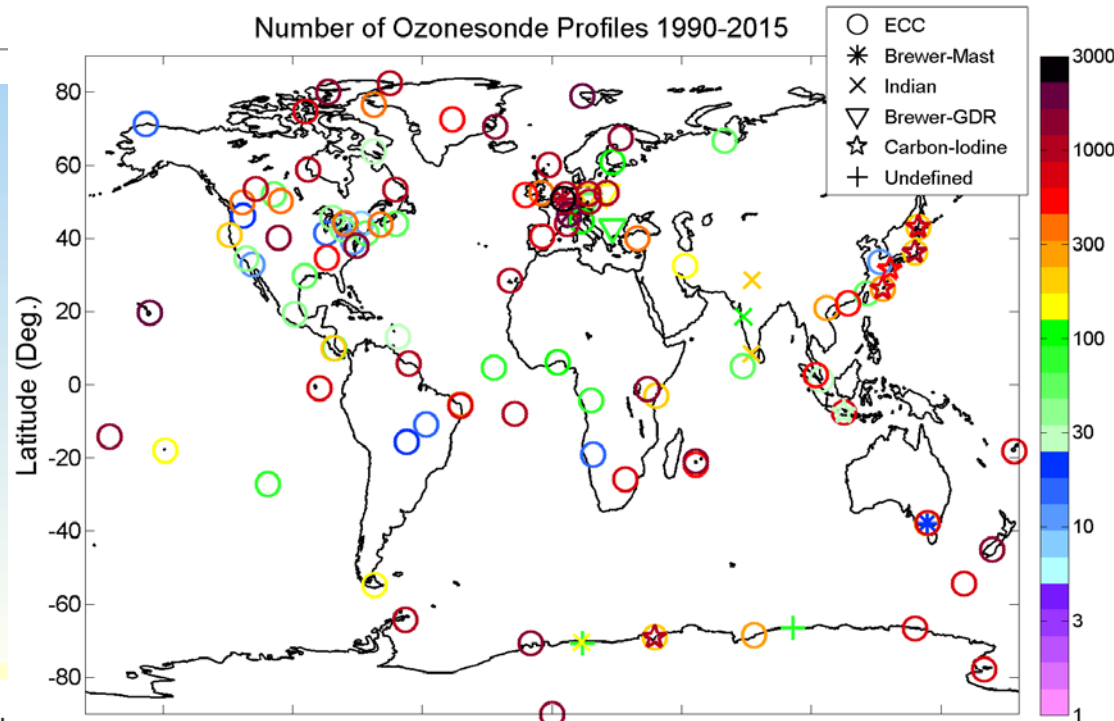 Number of Ozonesonde Profiles 1990-2015
ECC
Brewer-Mast
Indian
Brewer-GDR
Carbon-Iodine
Undefined
Latitude (Deg.)
80
60
40
20
0
-20
-40
-60
-80
3000
1000
300
100
30
10
3
1